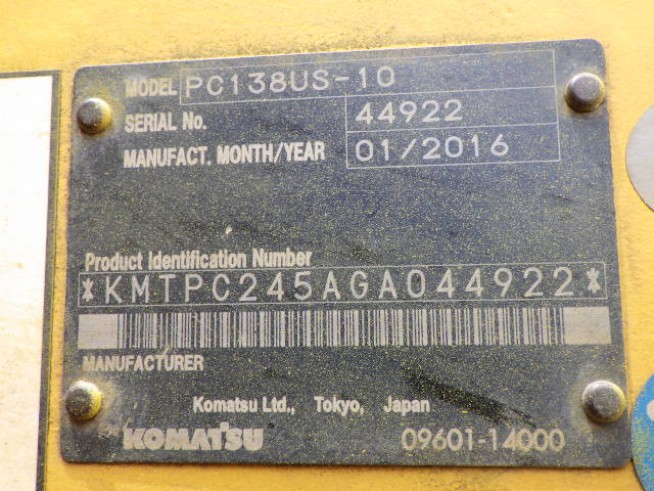 MODEL PC138US-10
SERIAL No. 44922
MANUFACT. MONTH/YEAR 01/2016
Product Identification Number
*KMTPC245AGA044922*
MANUFACTURER
Komatsu Ltd., Tokyo, Japan
KOMATSU 09601-14000